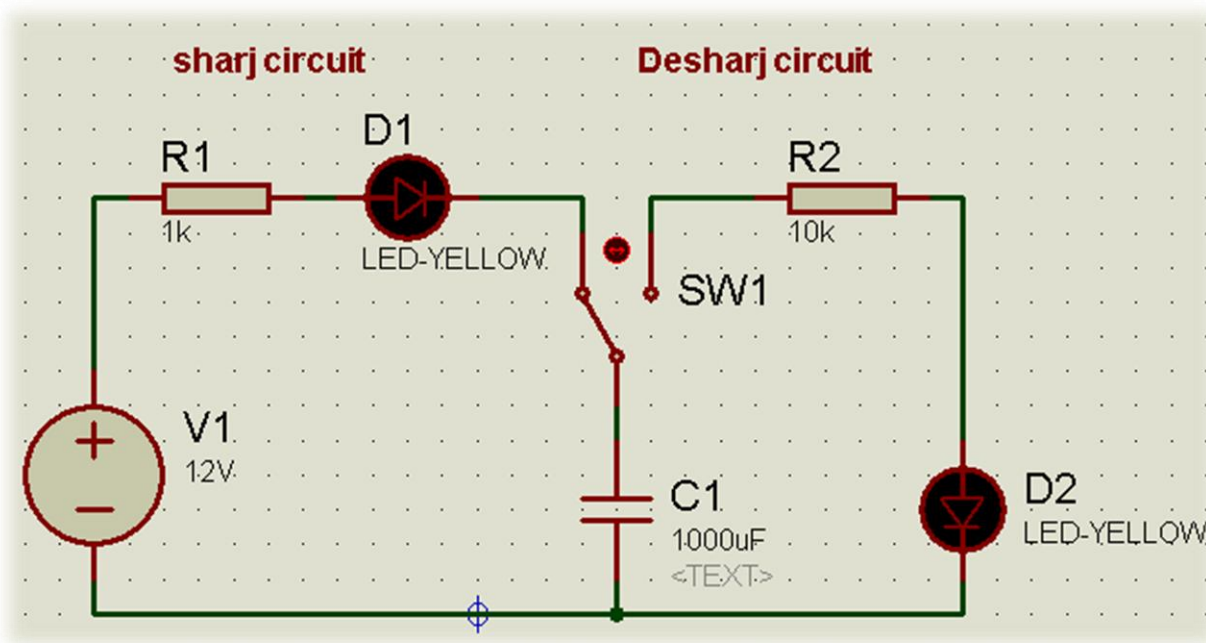 sharj circuit
Desharj circuit
D1
R1
R2
1k
10k
LED-YELLOW
SW1
V1
12V
C1
D2
1000uF
LED-YELLOW
<TEXT>